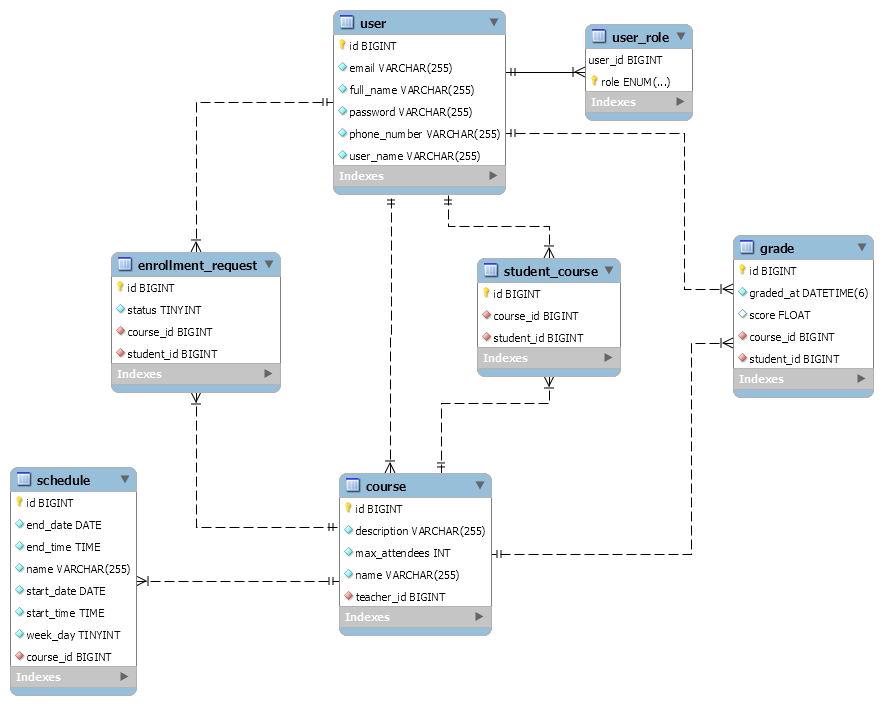 user
id BIGINT
email VARCHAR(255)
full_name VARCHAR(255)
password VARCHAR(255)
phone_number VARCHAR(255)
user_name VARCHAR(255)
Indexes
user_role
user_id BIGINT
role ENUM(...)
Indexes
enrollment_request
id BIGINT
status TINYINT
course_id BIGINT
student_id BIGINT
Indexes
student_course
id BIGINT
course_id BIGINT
student_id BIGINT
Indexes
grade
id BIGINT
graded_at DATETIME(6)
score FLOAT
course_id BIGINT
student_id BIGINT
Indexes
schedule
id BIGINT
end_date DATE
end_time TIME
name VARCHAR(255)
start_date DATE
start_time TIME
week_day TINYINT
course_id BIGINT
Indexes
course
id BIGINT
description VARCHAR(255)
max_attendees INT
name VARCHAR(255)
teacher_id BIGINT
Indexes